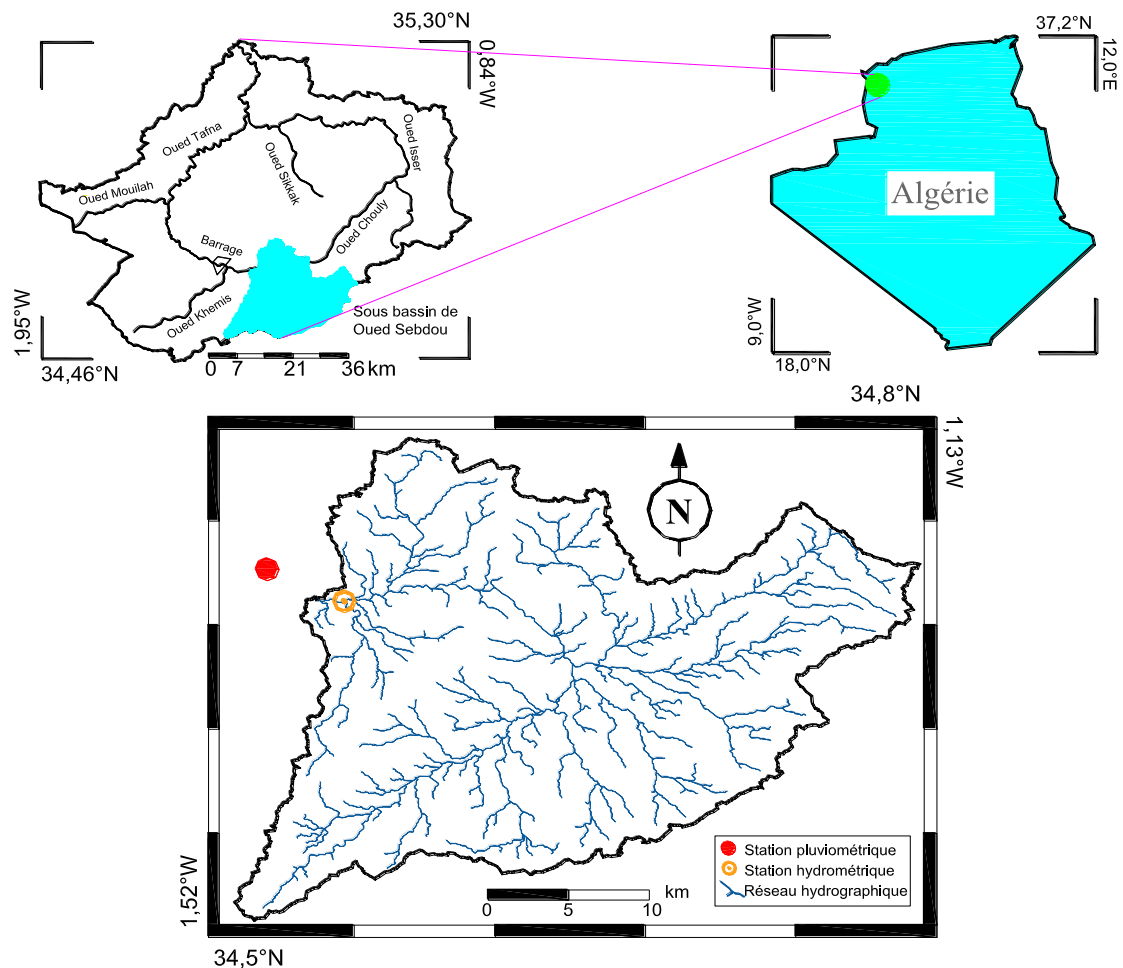 35,30°N
0,84°W
Oued Tafna
Oued Isser
Oued Sikkak
Oued Mouilah
Oued Chouly
Barrage
Oued Khemis
Sous bassin de
Oued Sebdou
1,95°W
34,46°N
0 7 21 36 km
37,2°N
12,0°E
Algérie
9,0°W
18,0°N
34,8°N
1,13°W
N
Station pluviométrique
Station hydrométrique
Réseau hydrographique
km
0 5 10
1,52°W
34,5°N